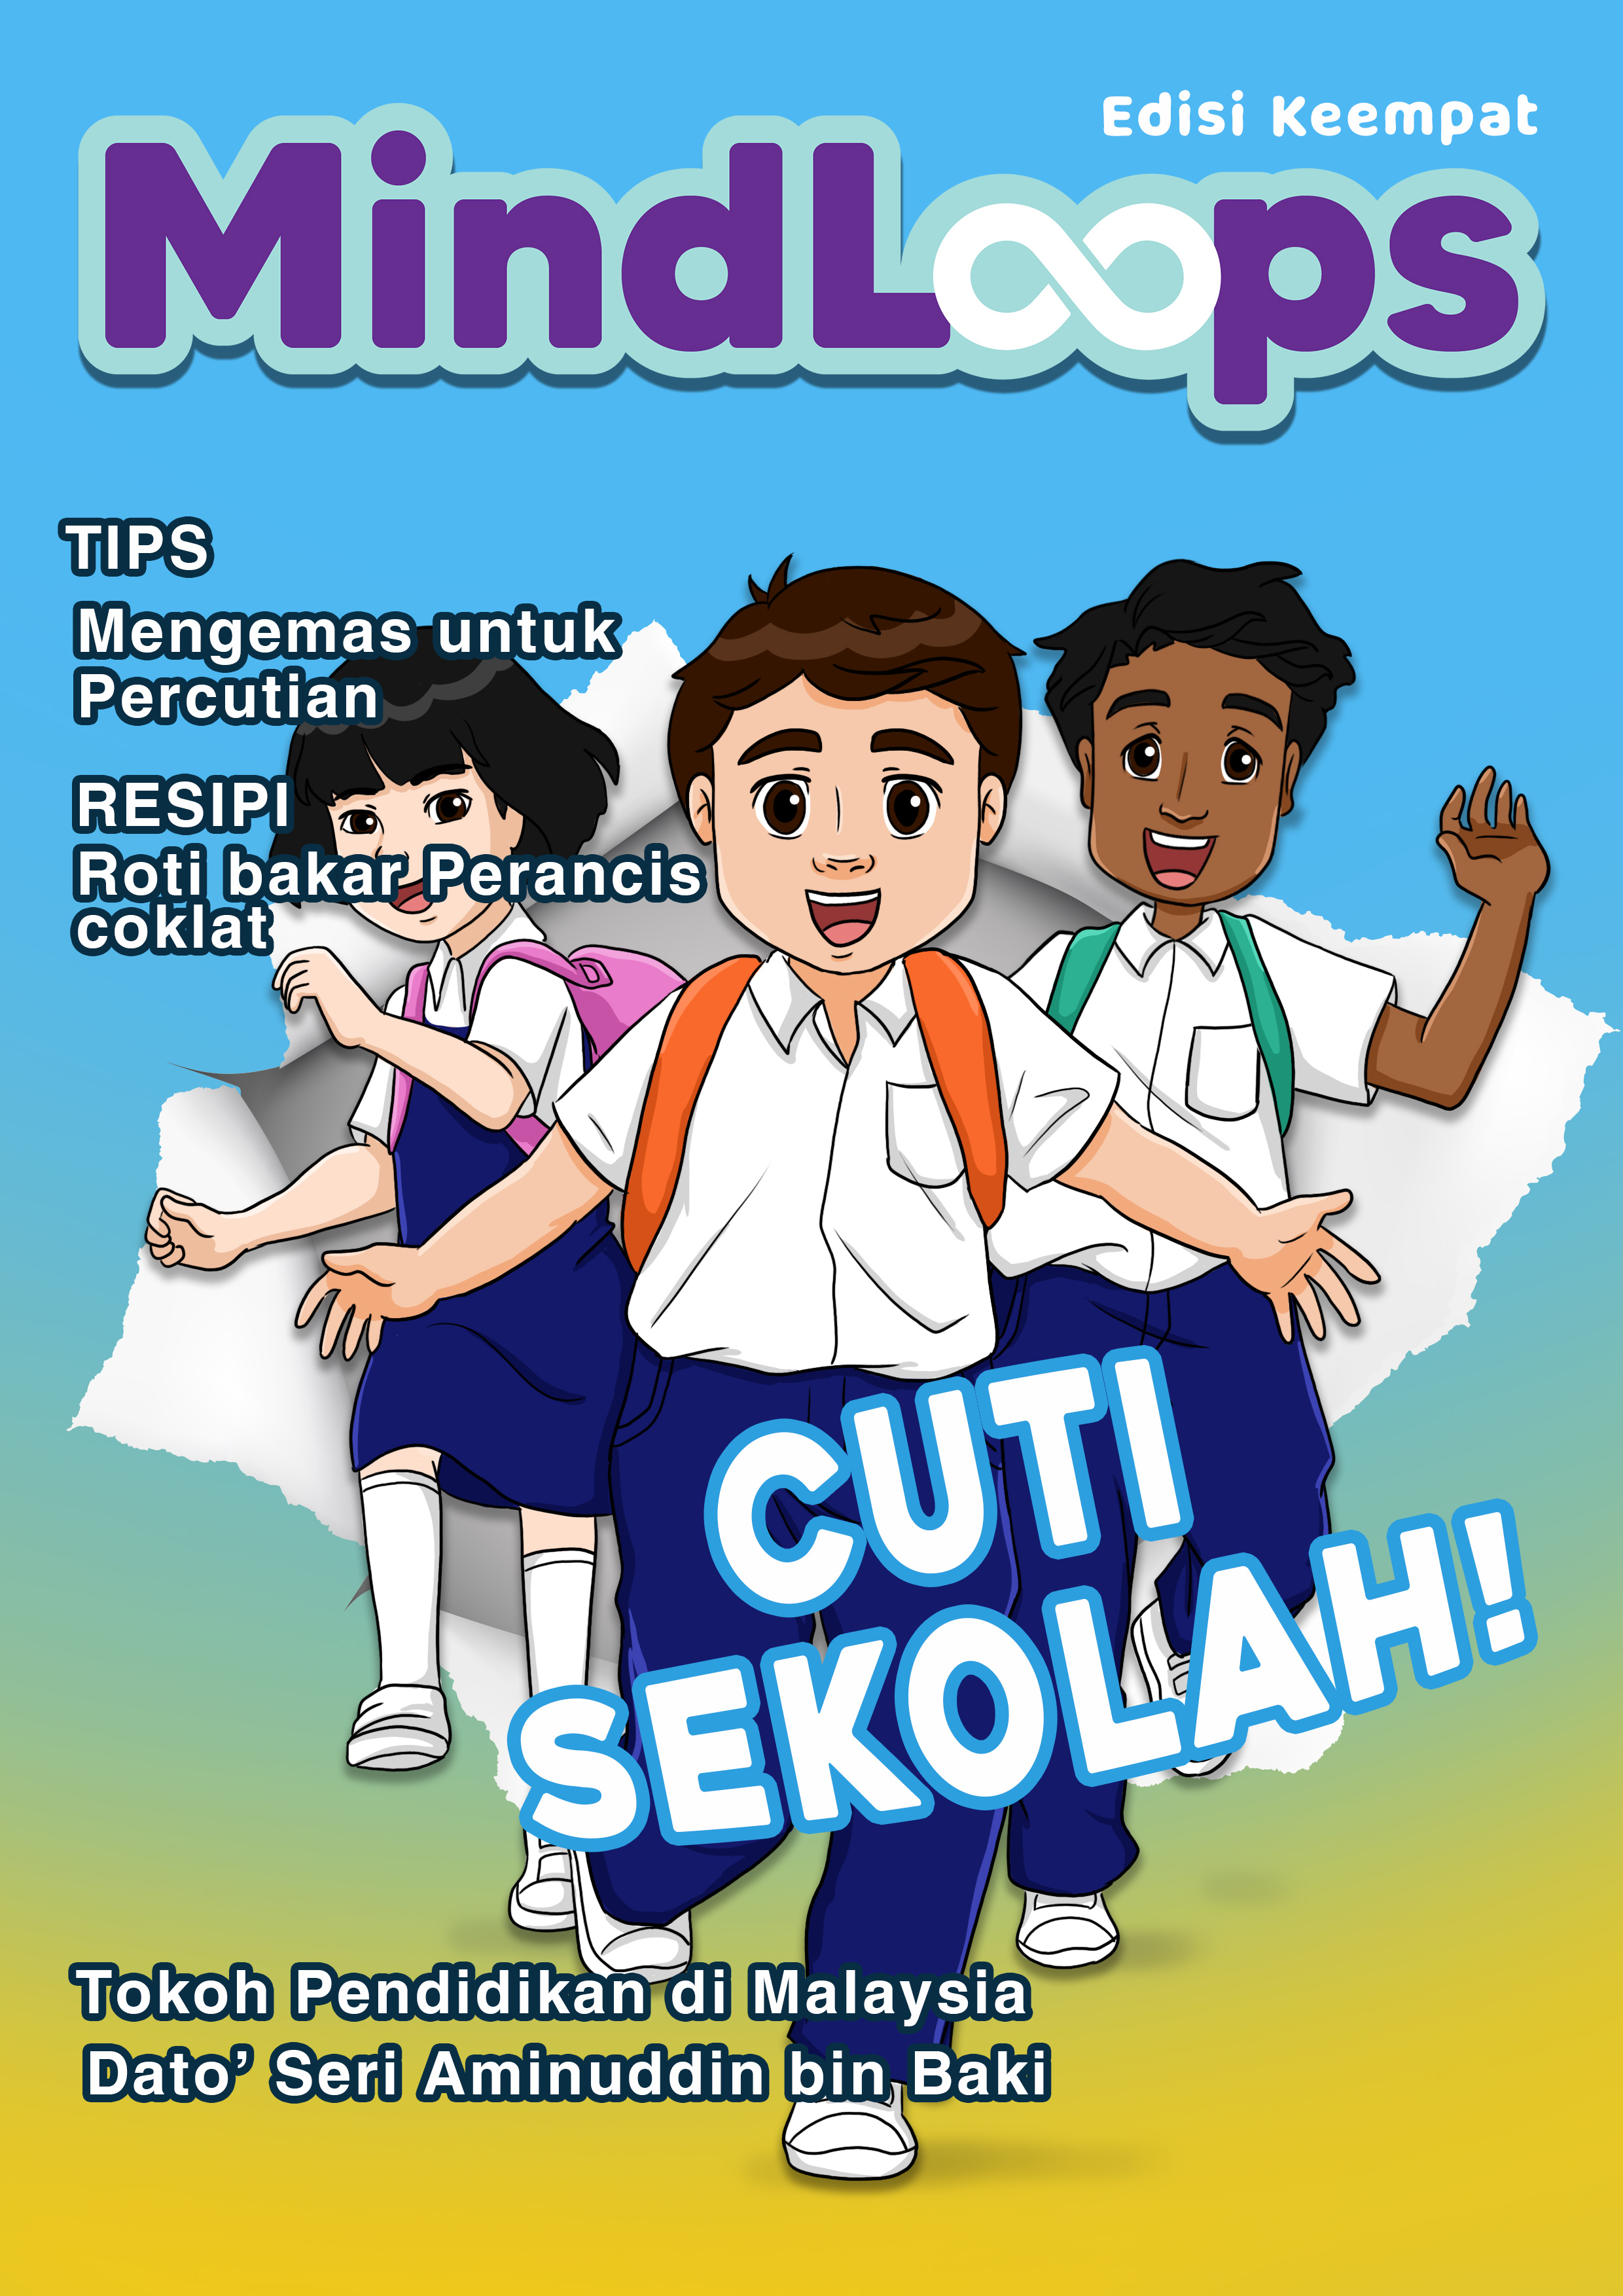 Edisi Keempat
MindLoops
TIPS
Mengemas untuk
Percutian
RESIPI
Roti bakar Perancis
coklat
CUTI
SEKOLAH!
Tokoh Pendidikan di Malaysia
Dato’ Seri Aminuddin bin Baki